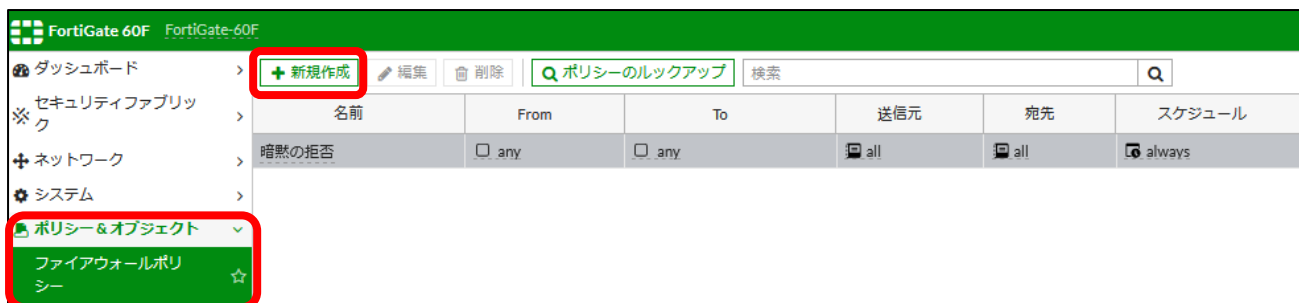 FortiGate 60F FortiGate-60F
ダッシュボード
セキュリティファブリッ
ク
ネットワーク
システム
ポリシー&オブジェクト
ファイアウォールポリ
シー
新規作成 編集 削除 ポリシーのルックアップ 検索
名前 From To 送信元 宛先 スケジュール
暗黙の拒否 any any all all always